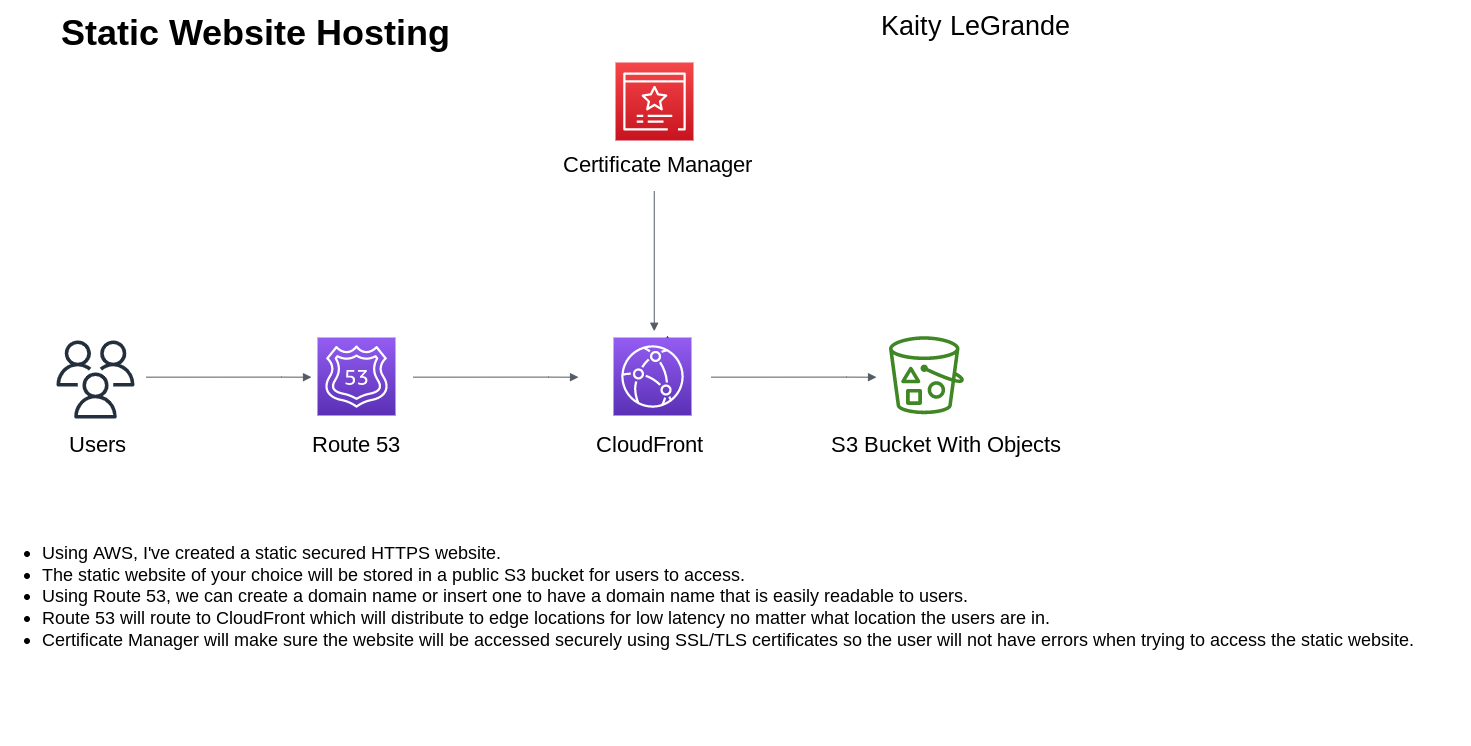 Static Website Hosting
Kaity LeGrande
Certificate Manager
53
Users
Route 53
CloudFront
S3 Bucket With Objects
• Using AWS, I've created a static secured HTTPS website.
• The static website of your choice will be stored in a public S3 bucket for users to access.
• Using Route 53, we can create a domain name or insert one to have a domain name that is easily readable to users.
• Route 53 will route to CloudFront which will distribute to edge locations for low latency no matter what location the users are in.
• Certificate Manager will make sure the website will be accessed securely using SSL/TLS certificates so the user will not have errors when trying to access the static website.